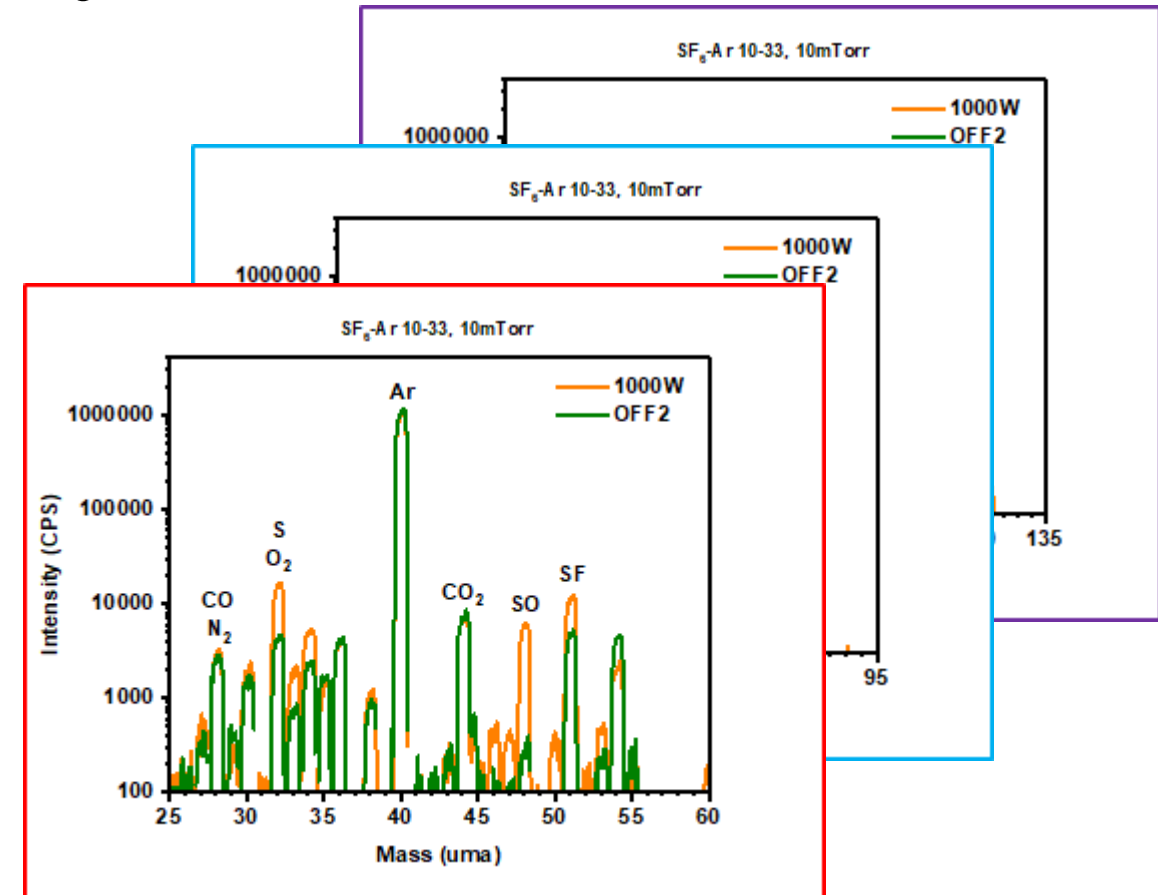 SF₆-Ar 10-33, 10mTorr
1000W
OFF2
1000000
135
SF₆-Ar 10-33, 10mTorr
1000W
OFF2
1000000
95
SF₆-Ar 10-33, 10mTorr
1000W
OFF2
Ar
1000000
100000
S
O₂
SF
CO₂
SO
10000
CO
N₂
1000
100
25 30 35 40 45 50 55 60
Intensity (CPS)
Mass (uma)